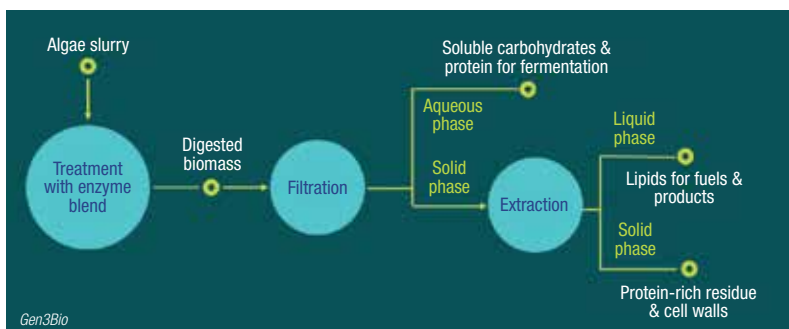 Algae slurry
Treatment
with enzyme
blend
Digested
biomass
Filtration
Aqueous
phase
Soluble carbohydrates &
protein for fermentation
Solid
phase
Extraction
Liquid
phase
Lipids for fuels &
products
Solid
phase
Protein-rich residue
& cell walls
Gen3Bio